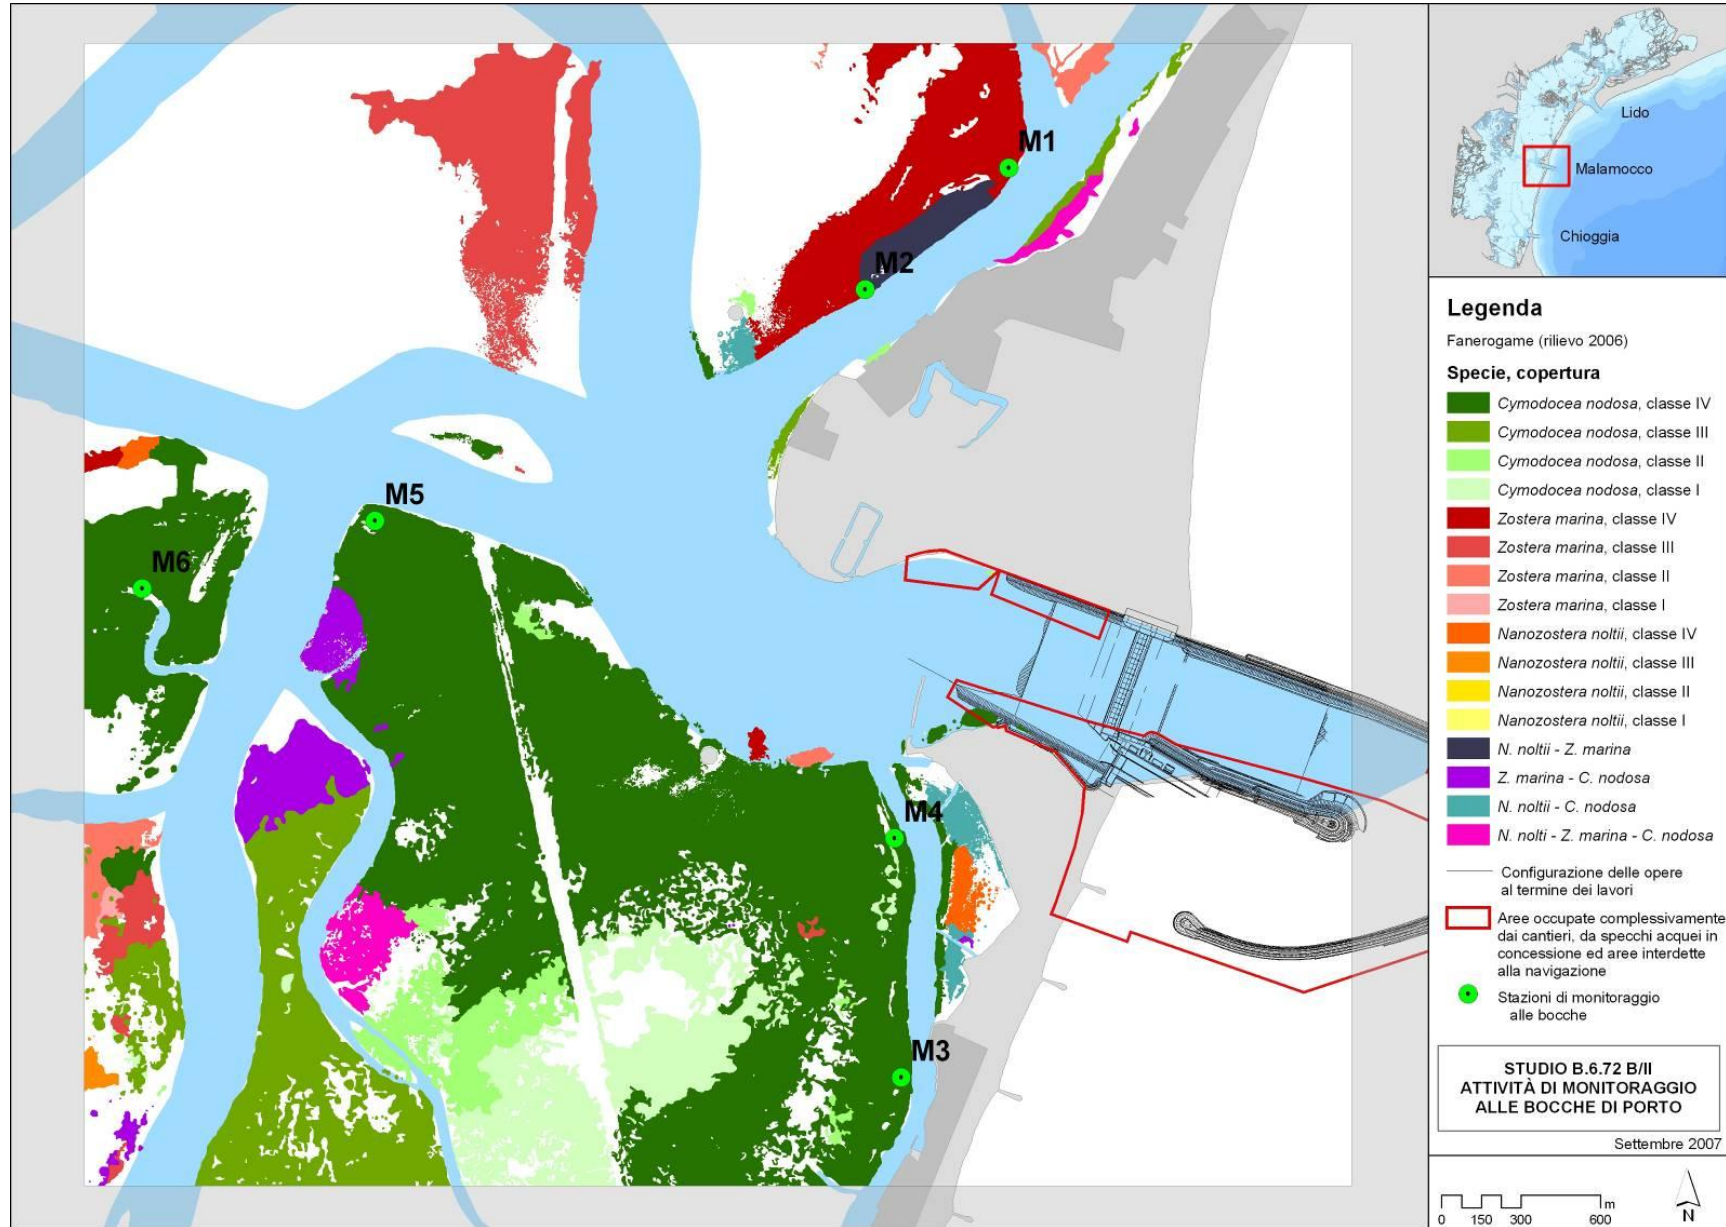 M1
M2
M5
M6
M4
M3
Lido
Malamocco
Chioggia
Legenda
Fanerogame (rilievo 2006)
Specie, copertura
Cymodocea nodosa, classe IV
Cymodocea nodosa, classe III
Cymodocea nodosa, classe II
Cymodocea nodosa, classe I
Zostera marina, classe IV
Zostera marina, classe III
Zostera marina, classe II
Zostera marina, classe I
Nanozostera noltii, classe IV
Nanozostera noltii, classe III
Nanozostera noltii, classe II
Nanozostera noltii, classe I
N. noltii - Z. marina
Z. marina - C. nodosa
N. noltii - C. nodosa
N. nolti - Z. marina - C. nodosa
Configurazione delle opere
al termine dei lavori
Aree occupate complessivamente
dai cantieri, da specchi acquei in
concessione ed aree interdette
alla navigazione
Stazioni di monitoraggio
alle bocche
STUDIO B.6.72 B/II
ATTIVITÀ DI MONITORAGGIO
ALLE BOCCHE DI PORTO
Settembre 2007
m
0 150 300 600
N